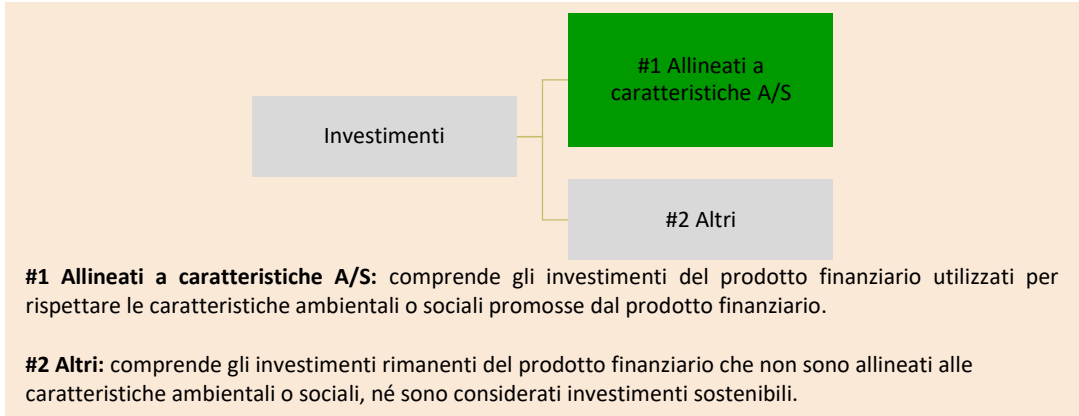 #1 Allineati a
caratteristiche A/S
Investimenti
#2 Altri
#1 Allineati a caratteristiche A/S: comprende gli investimenti del prodotto finanziario utilizzati per
rispettare le caratteristiche ambientali o sociali promosse dal prodotto finanziario.
#2 Altri: comprende gli investimenti rimanenti del prodotto finanziario che non sono allineati alle
caratteristiche ambientali o sociali, né sono considerati investimenti sostenibili.